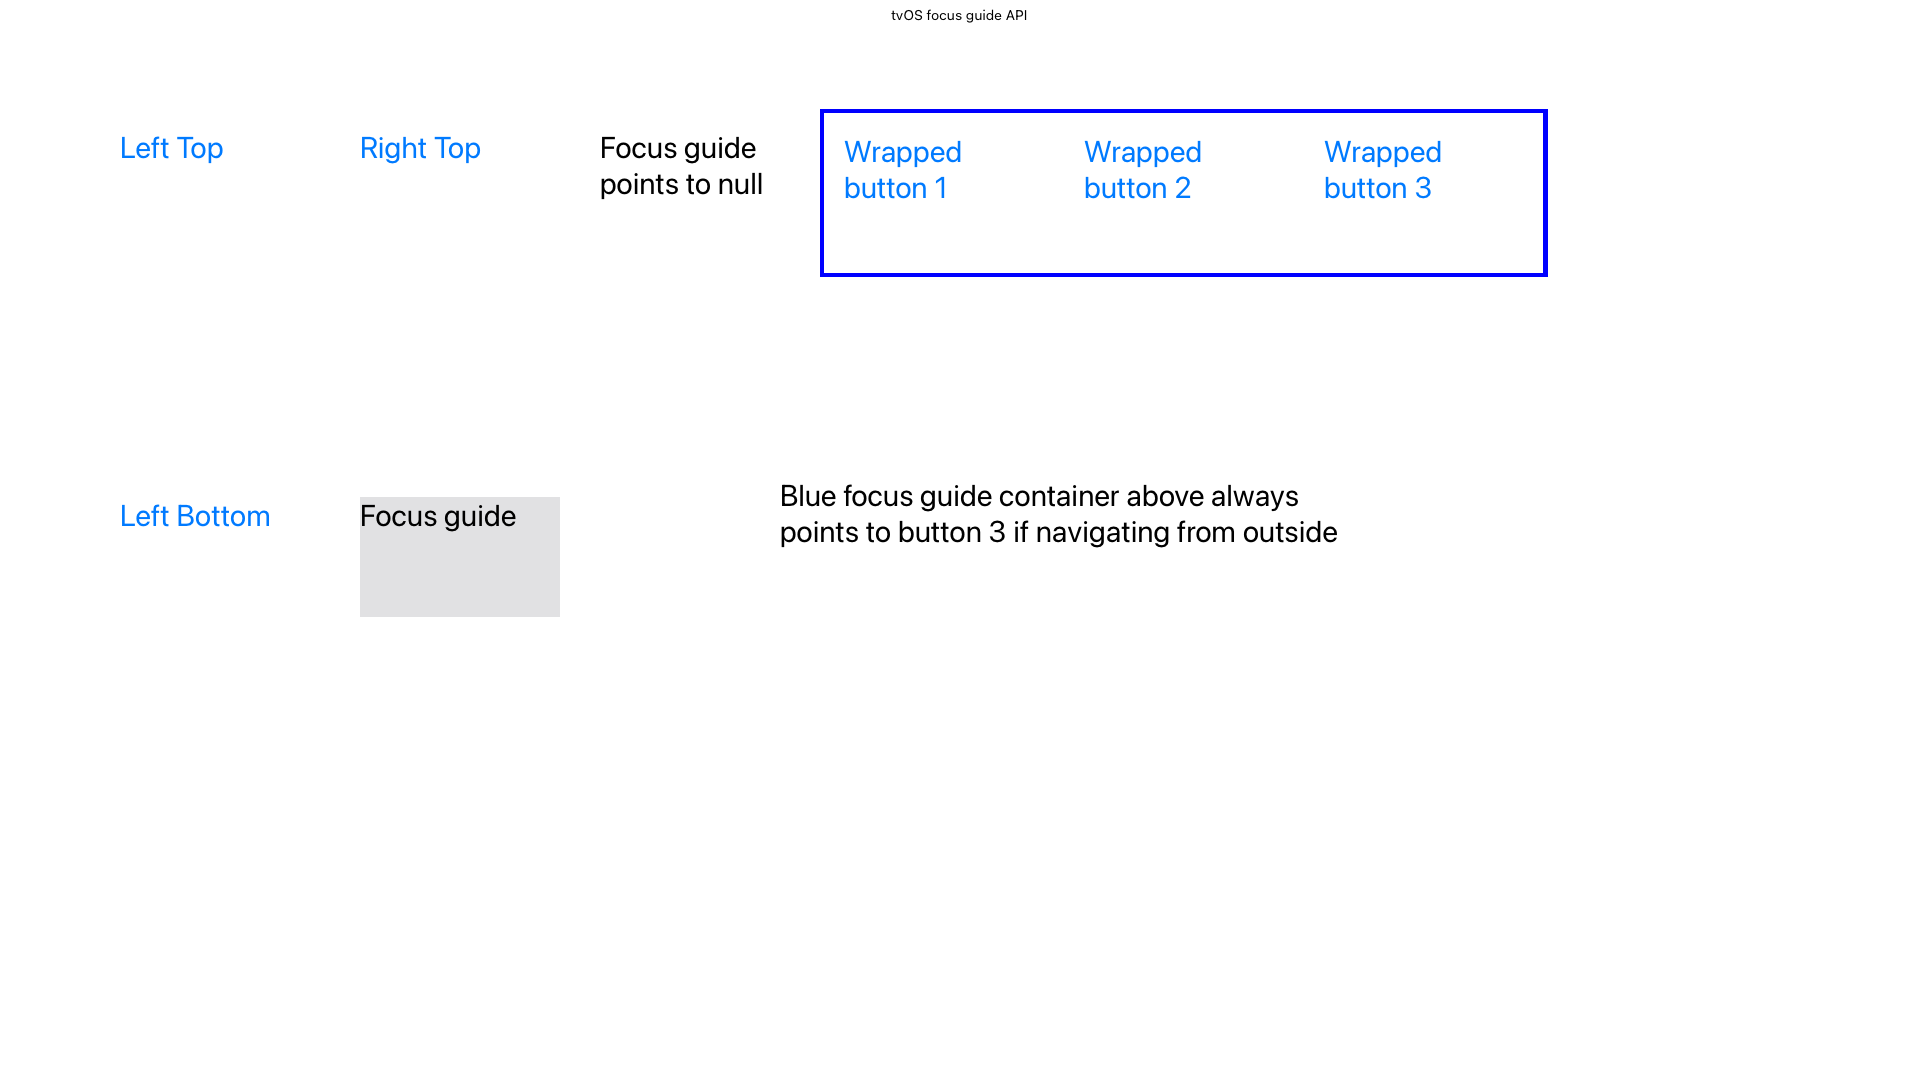 tvOS focus guide API
Left Top
Right Top
Focus guide
points to null
Wrapped
button 1
Wrapped
button 2
Wrapped
button 3
Left Bottom
Focus guide
Blue focus guide container above always
points to button 3 if navigating from outside